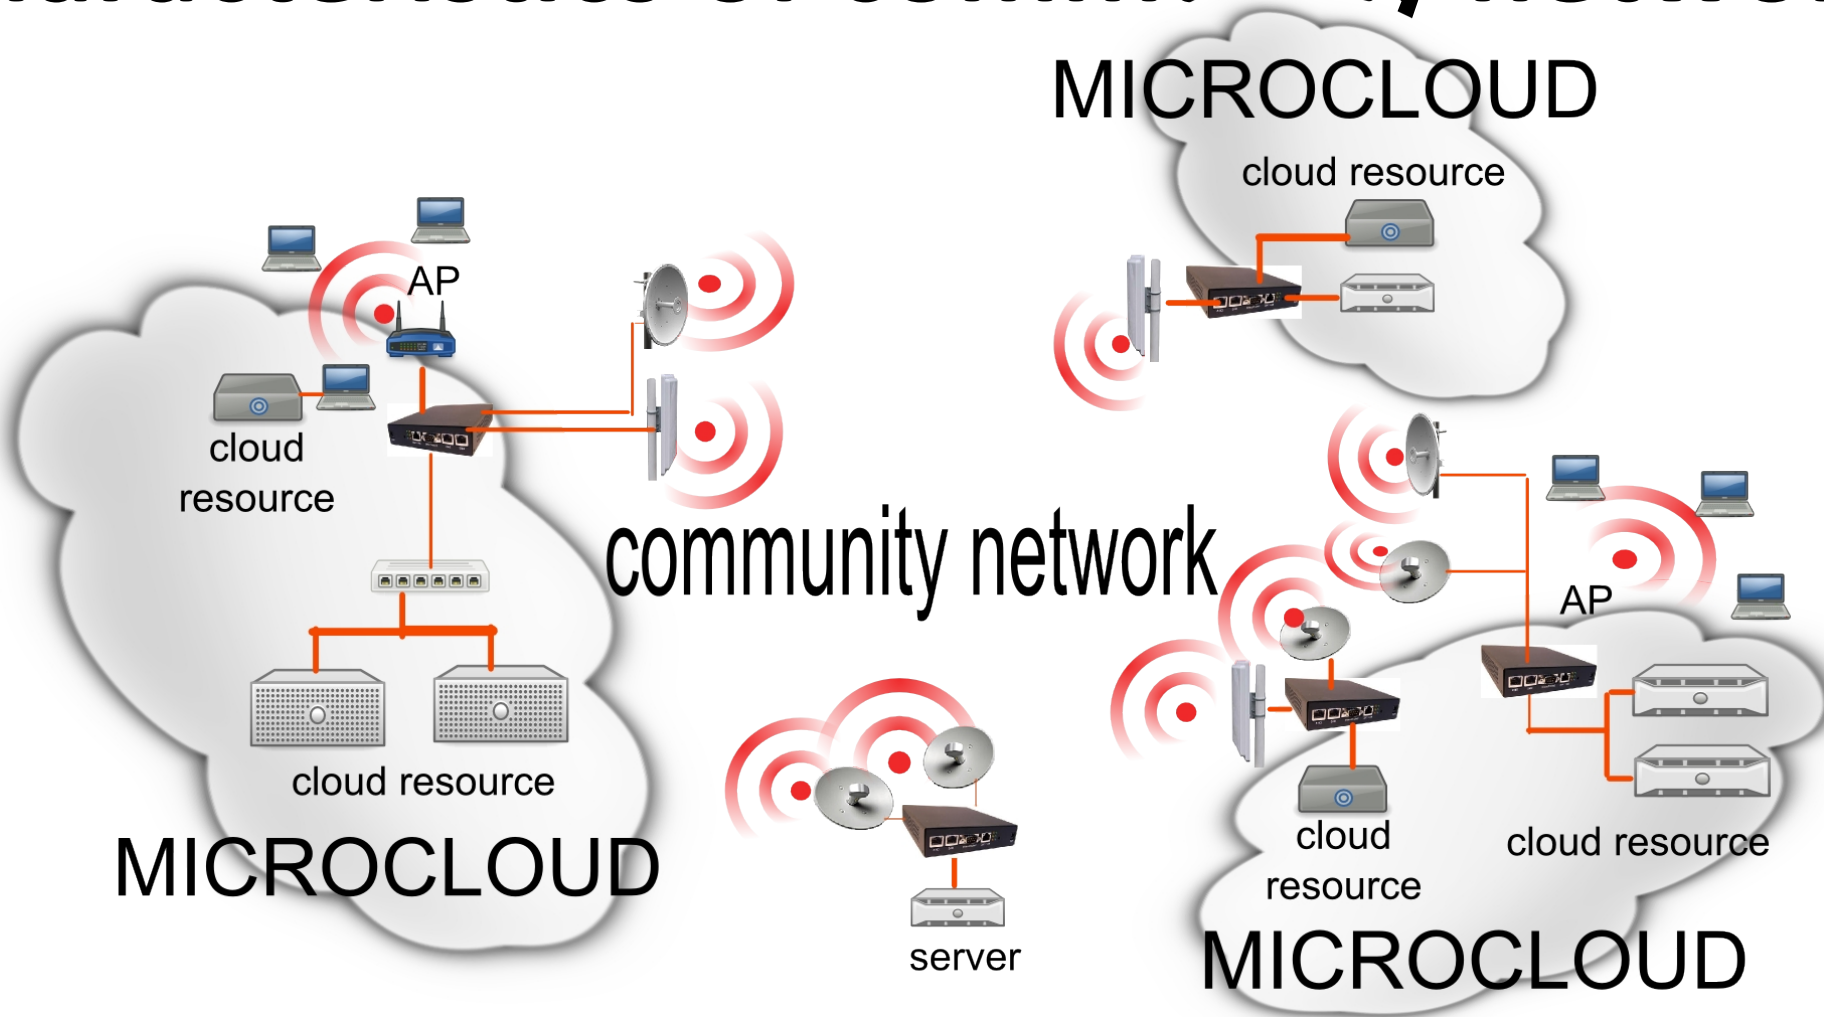 MICROCLOUD
cloud resource
AP
cloud
resource
cloud resource
MICROCLOUD
community network
server
AP
cloud
resource
cloud resource
MICROCLOUD